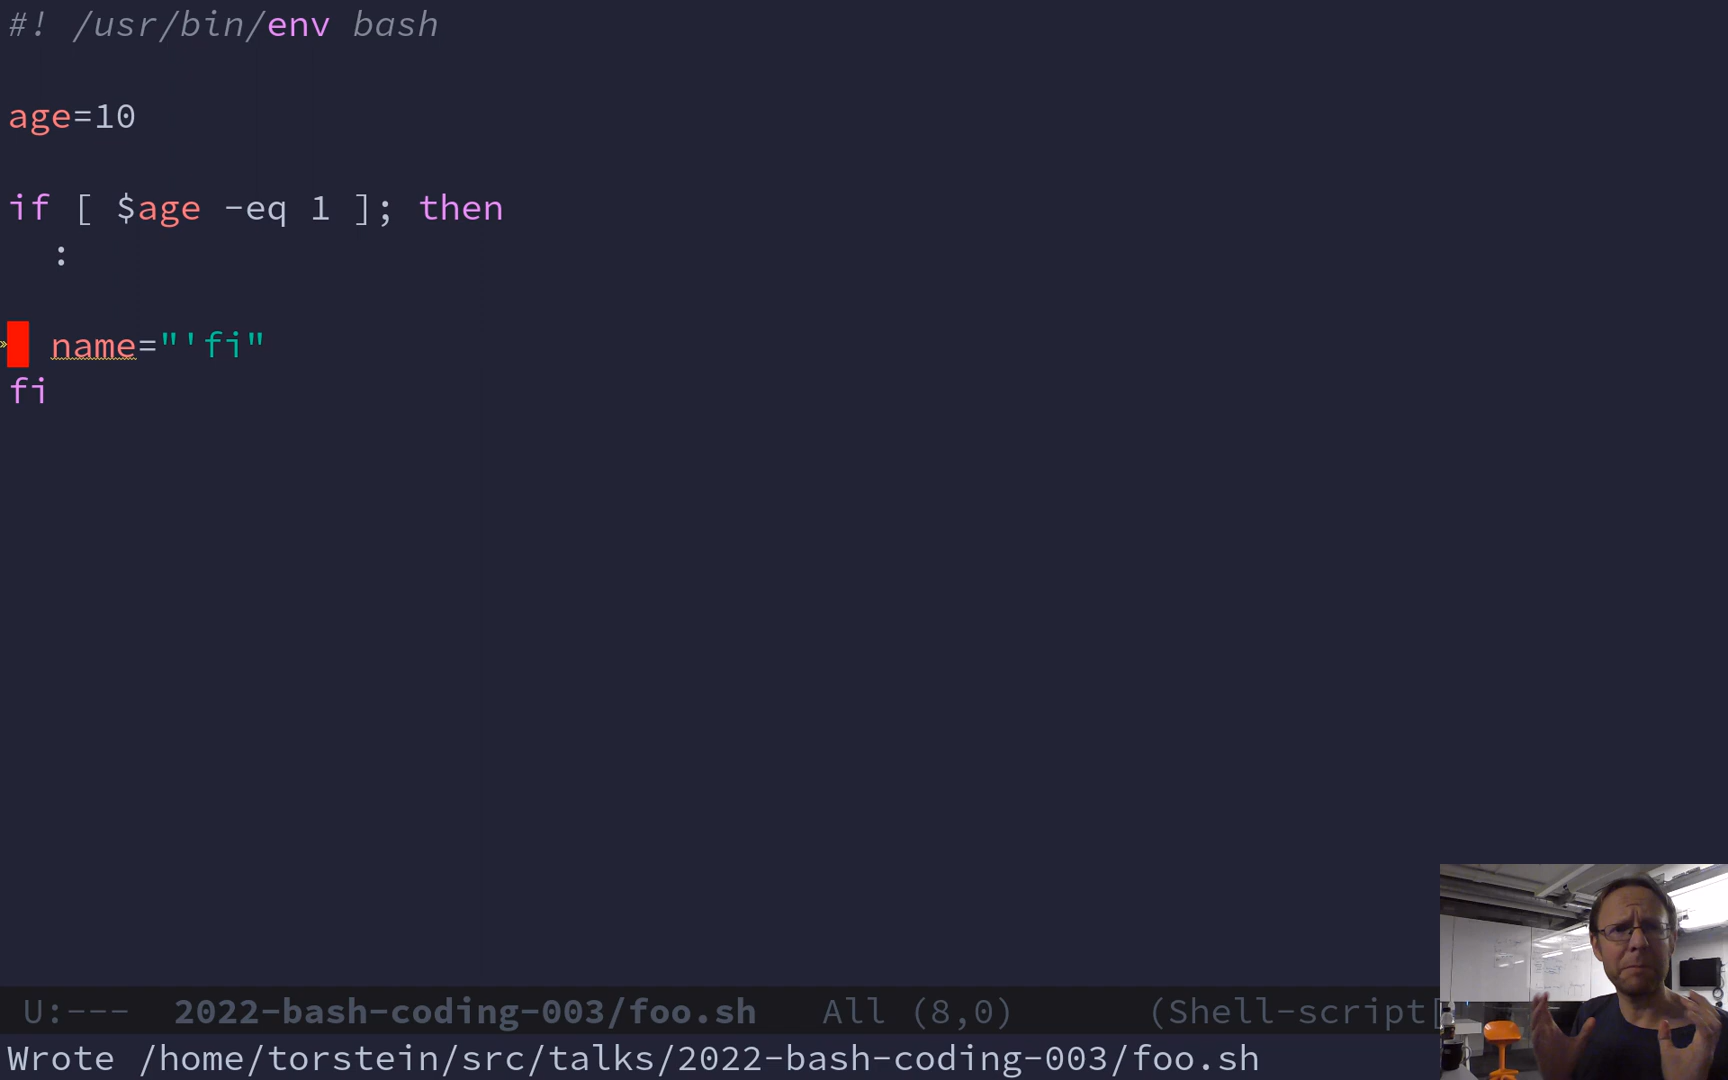 #! /usr/bin/env bash
age=10
if [ $age -eq 1 ]; then
  :
» name="'fi"
fi
U:--- 2022-bash-coding-003/foo.sh All (8,0) (Shell-script[
Wrote /home/torstein/src/talks/2022-bash-coding-003/foo.sh